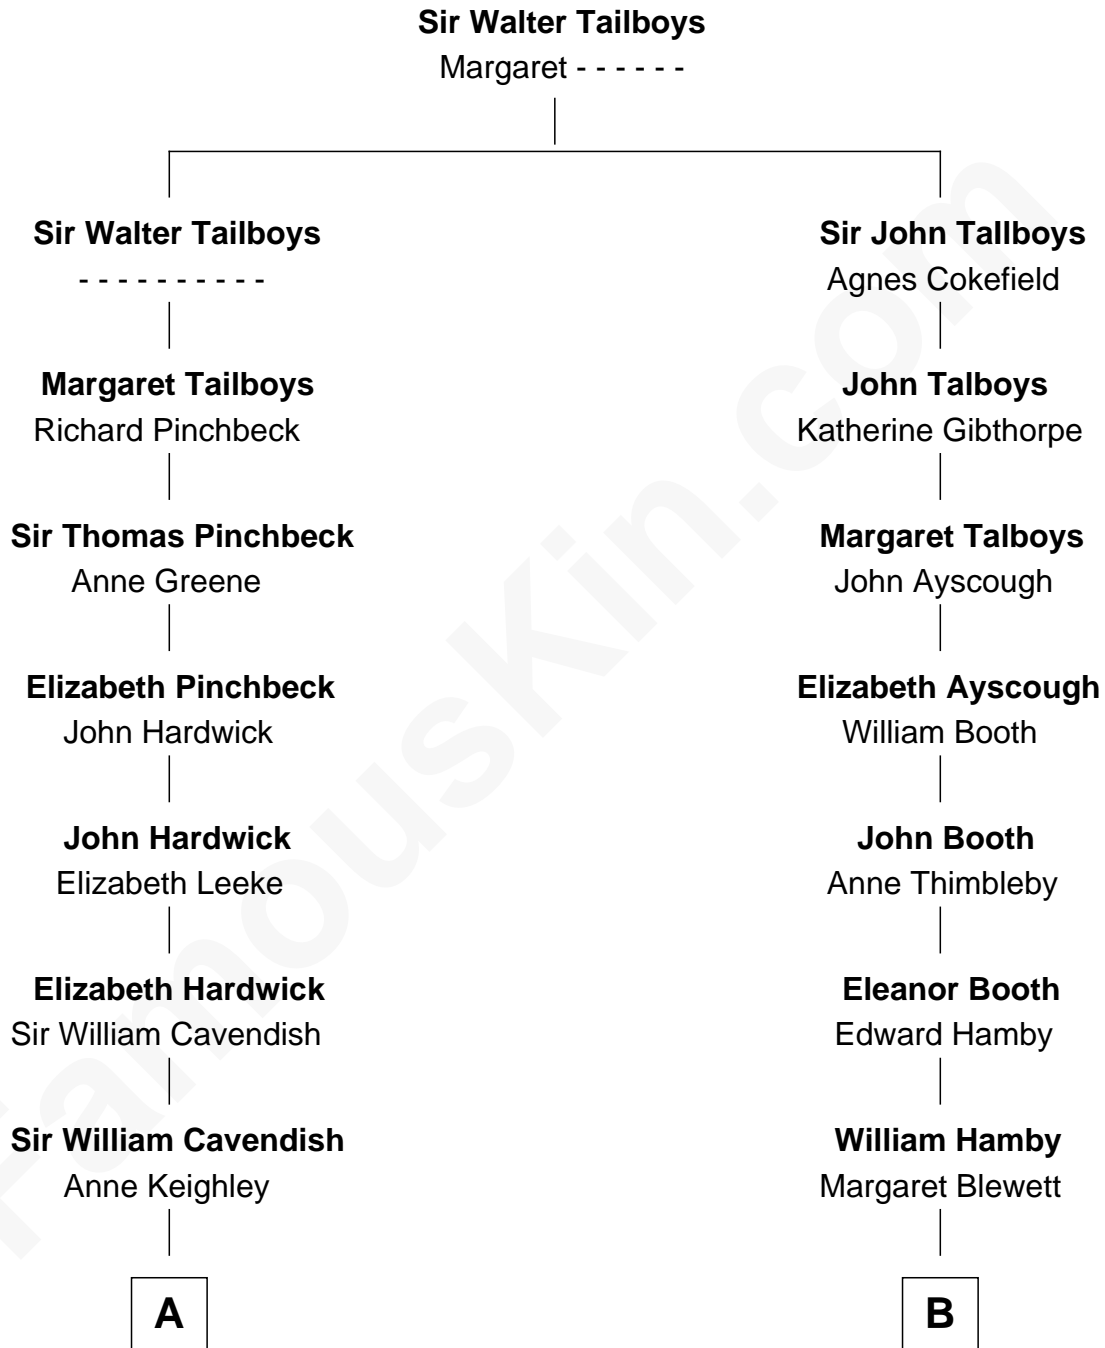 Sir Walter Tailboys
Margaret - - - - - -
Sir Walter Tailboys
- - - - - - - - - -
Sir John Tallboys
Agnes Cokefield
Margaret Tailboys
Richard Pinchbeck
John Talboys
Katherine Gibthorpe
Sir Thomas Pinchbeck
Anne Greene
Margaret Talboys
John Ayscough
Elizabeth Pinchbeck
John Hardwick
Elizabeth Ayscough
William Booth
John Hardwick
Elizabeth Leeke
John Booth
Anne Thimbleby
Elizabeth Hardwick
Sir William Cavendish
Eleanor Booth
Edward Hamby
Sir William Cavendish
Anne Keighley
William Hamby
Margaret Blewett
A
B
FamousKin.com